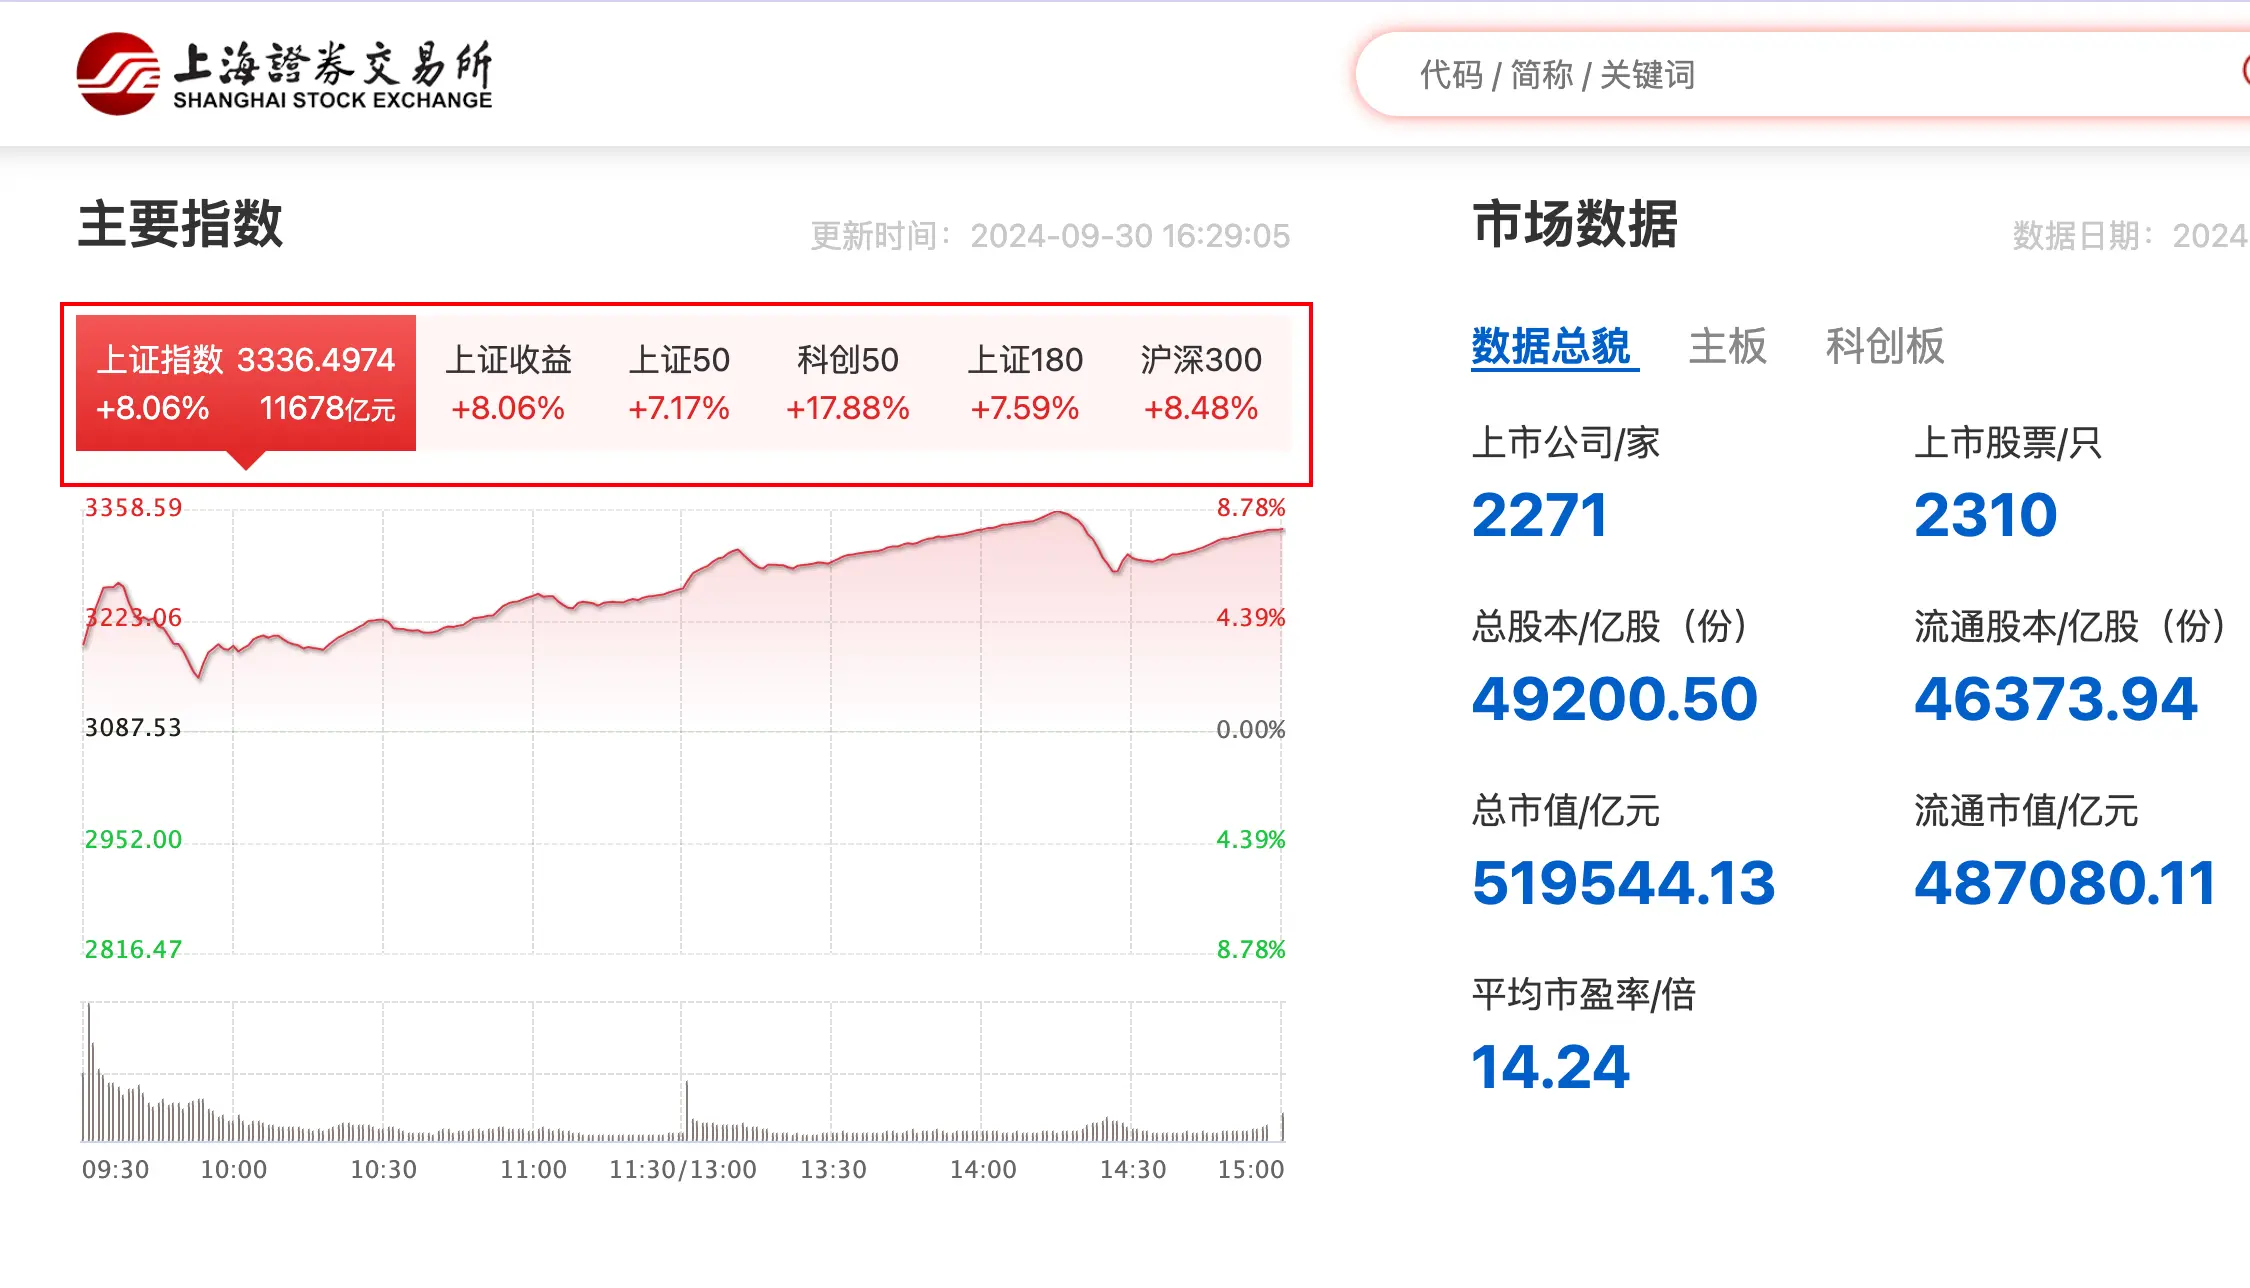 上海證券交易所
SHANGHAI STOCK EXCHANGE
代码 / 简称 / 关键词
主要指数
更新时间：2024-09-30 16:29:05
上证指数 3336.4974
+8.06% 11678亿元
上证收益
+8.06%
上证50
+7.17%
科创50
+17.88%
上证180
+7.59%
沪深300
+8.48%
3358.59 8.78%
3223.06 4.39%
3087.53 0.00%
2952.00 4.39%
2816.47 8.78%
09:30 10:00 10:30 11:00 11:30/13:00 13:30 14:00 14:30 15:00
市场数据
数据日期：2024
数据总貌 主板 科创板
上市公司/家
2271
上市股票/只
2310
总股本/亿股（份）
49200.50
流通股本/亿股（份）
46373.94
总市值/亿元
519544.13
流通市值/亿元
487080.11
平均市盈率/倍
14.24